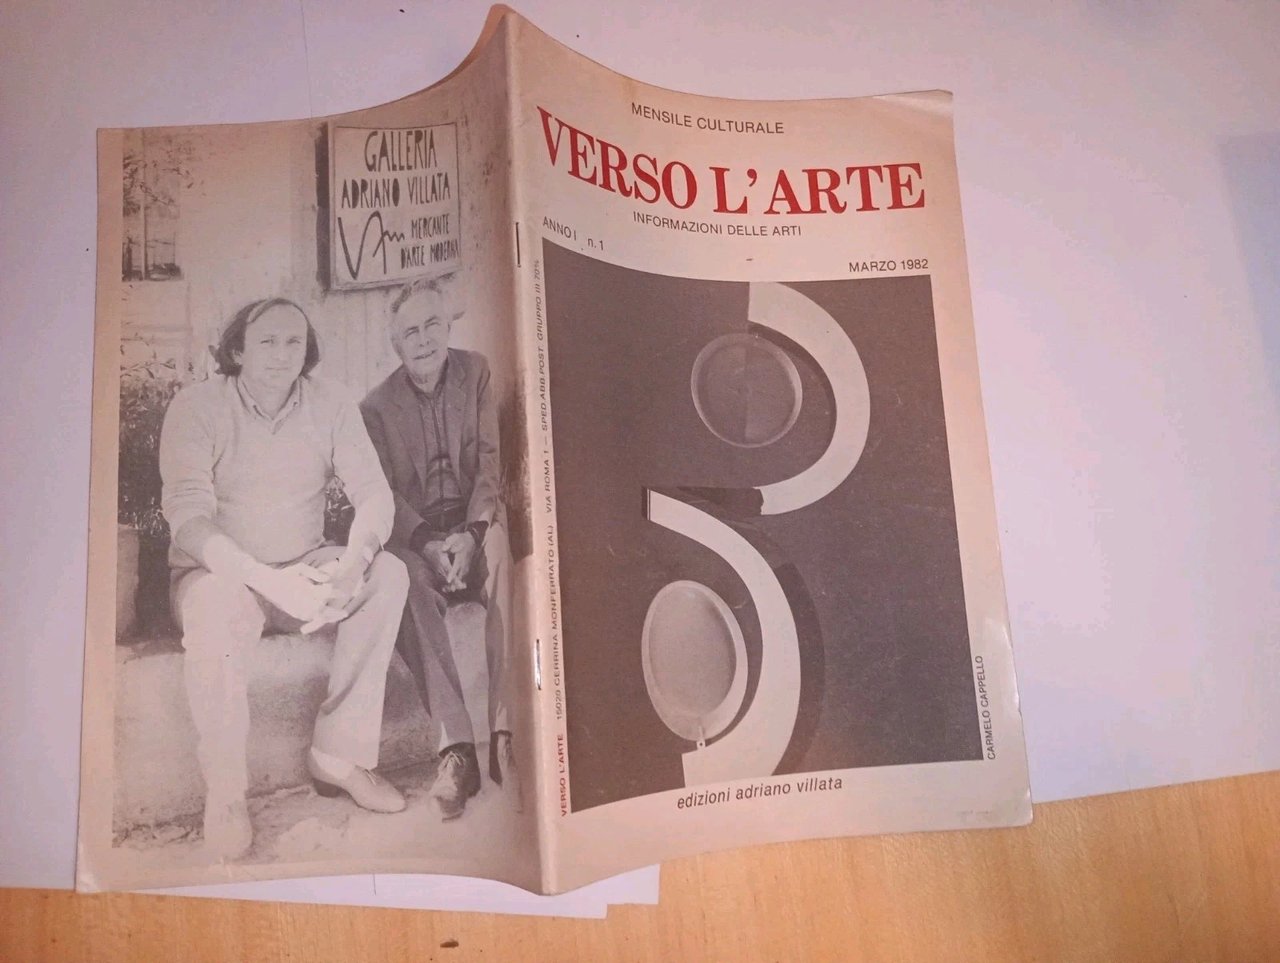 GALLERIA
ADRIANO VILLATA
MERCANTE
D'ARTE MODERNA
MENSILE CULTURALE
VERSO L'ARTE
INFORMAZIONI DELLE ARTI
ANNO I n. 1
MARZO 1982
VERSO L'ARTE 15020 CERRINA MONFERRATO (AL) VIA ROMA 1 — SPED. ABB. POST. GRUPPO III 70%
CARMELO CAPPELLO
edizioni adriano villata